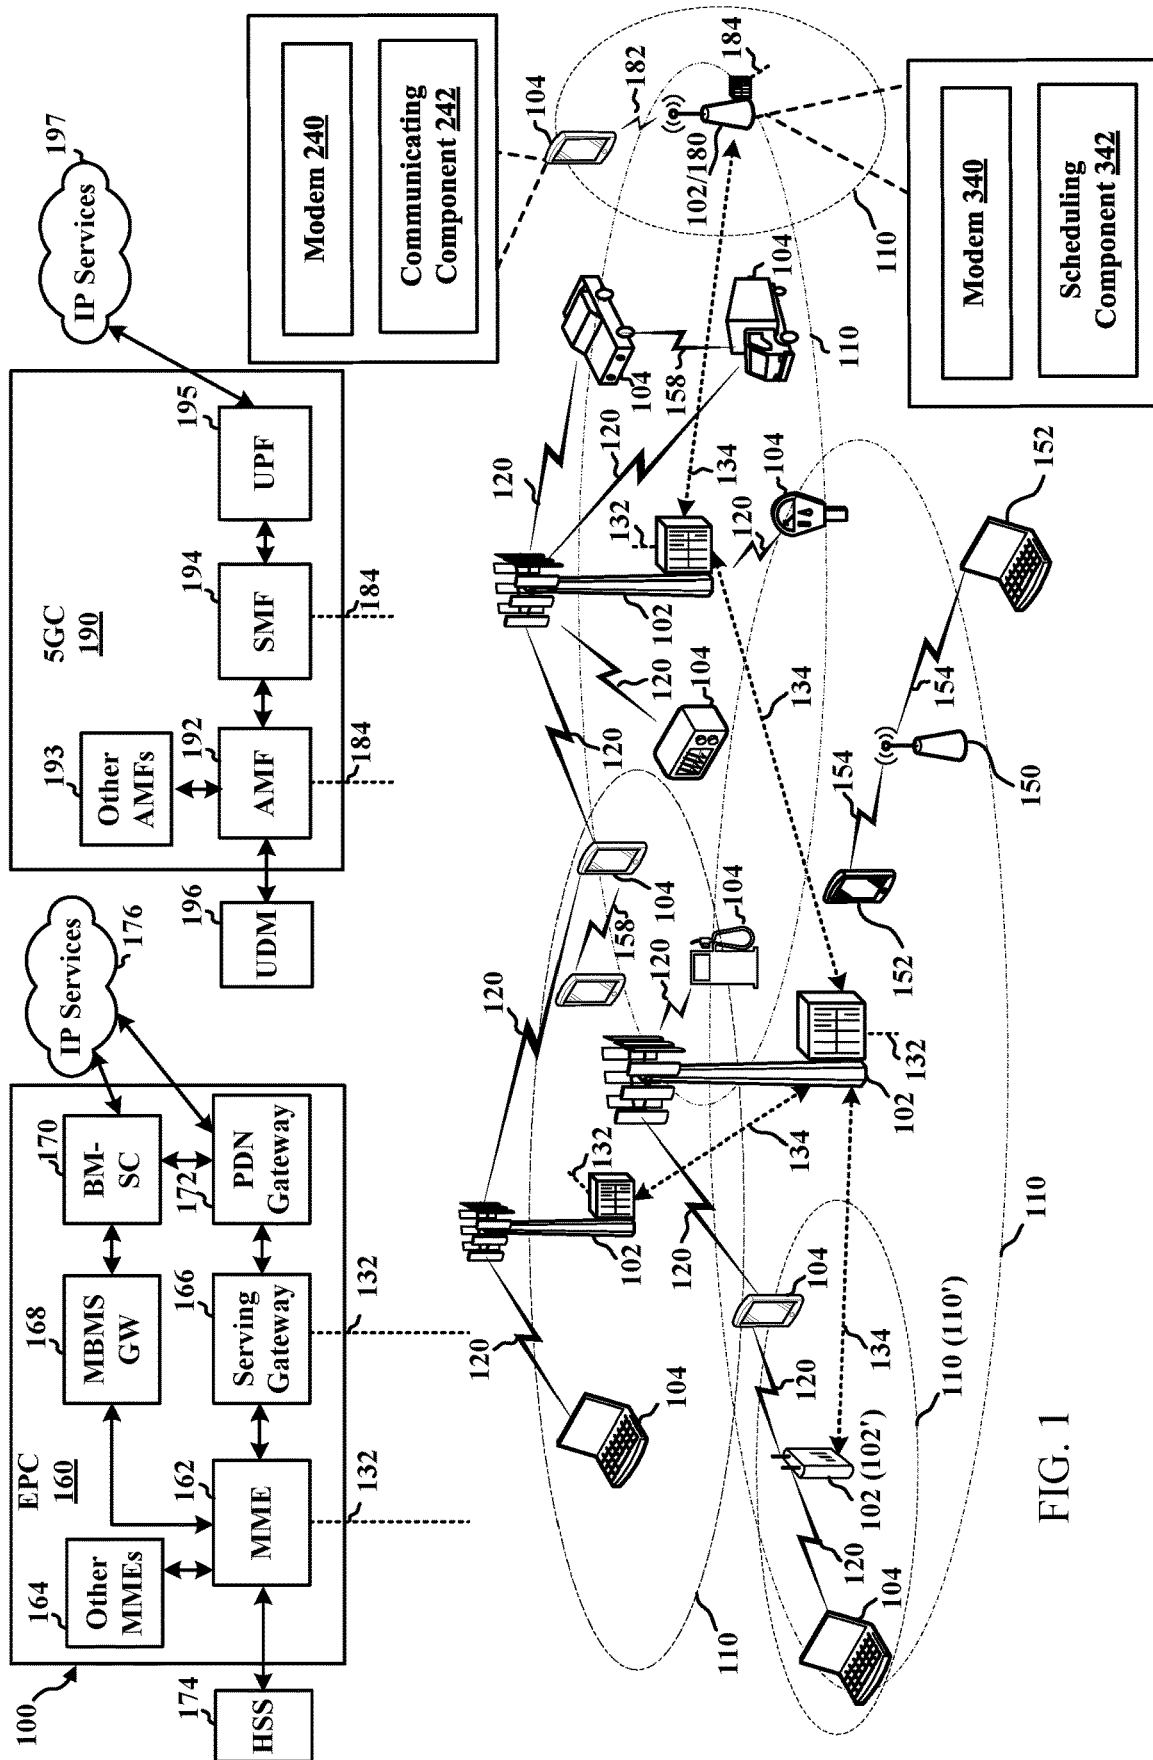 100
EPC
160
174
HSS
164
Other
MMEs
162
MME
132
168
MBMS
GW
166
Serving
Gateway
132
170
BM-
SC
172
PDN
Gateway
IP Services
176
5GC
190
196
UDM
193
Other
AMFs
192
AMF
184
194
SMF
184
195
UPF
IP Services
197
Modem 240
Communicating
Component 242
104
182
184
102/180
110
Modem 340
Scheduling
Component 342
120
104
120
102
132
134
120
158
104
120
104
120
102
132
134
120
120
104
102
132
134
120
120
104
158
104
110
134
120
104
110
104
120
102 (102')
120
104
134
110 (110')
110
152
154
150
154
152
110
FIG. 1